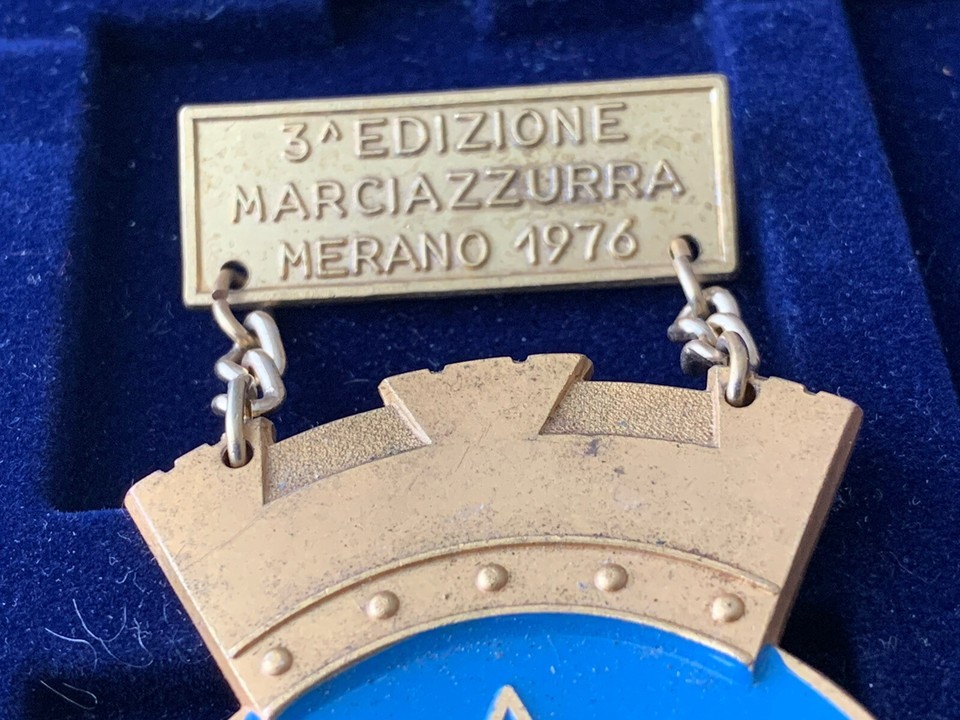 3^ EDIZIONE
MARCIAZZURRA
MERANO 1976